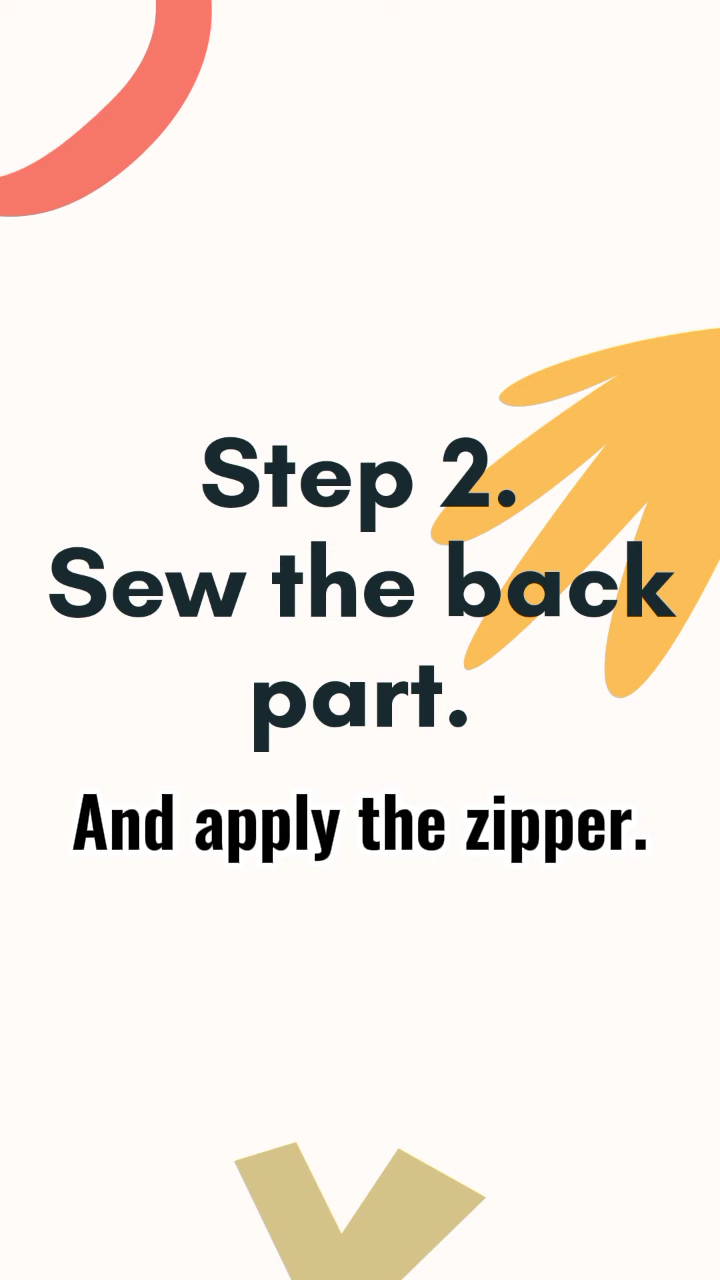 Step 2.
Sew the back
part.
And apply the zipper.